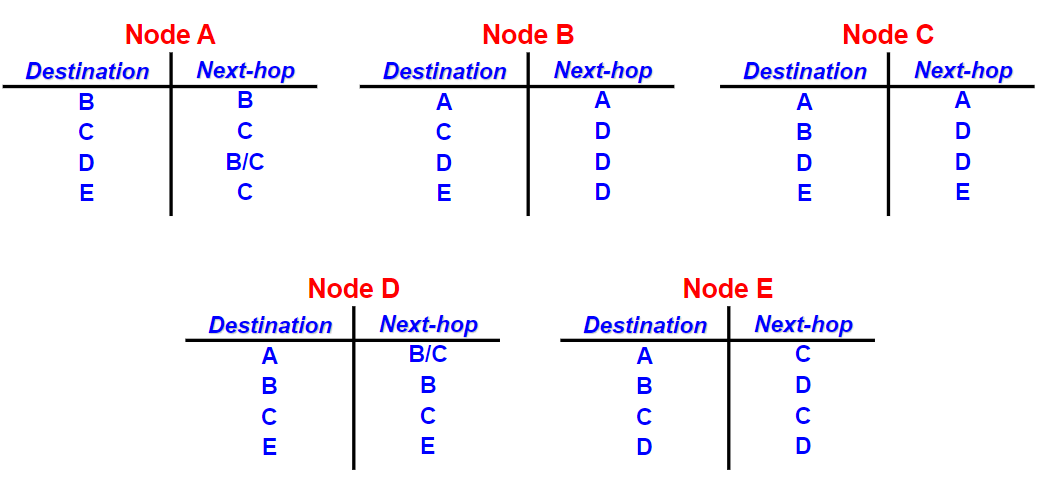 Node A
Destination Next-hop
B B
C C
D B/C
E C
Node B
Destination Next-hop
A A
C D
D D
E D
Node C
Destination Next-hop
A A
B D
D D
E E
Node D
Destination Next-hop
A B/C
B B
C C
E E
Node E
Destination Next-hop
A C
B D
C C
D D